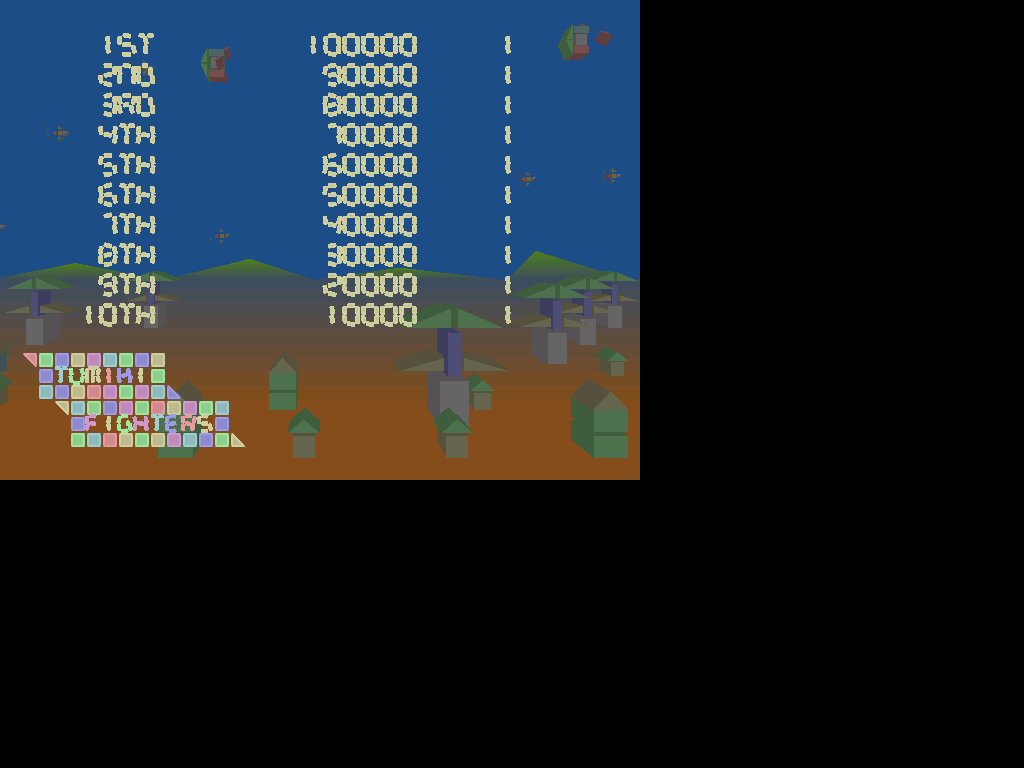 1ST 100000 1
2ND 90000 1
3RD 80000 1
4TH 70000 1
5TH 60000 1
6TH 50000 1
7TH 40000 1
8TH 30000 1
9TH 20000 1
10TH 10000 1
TUMIKI
FIGHTERS